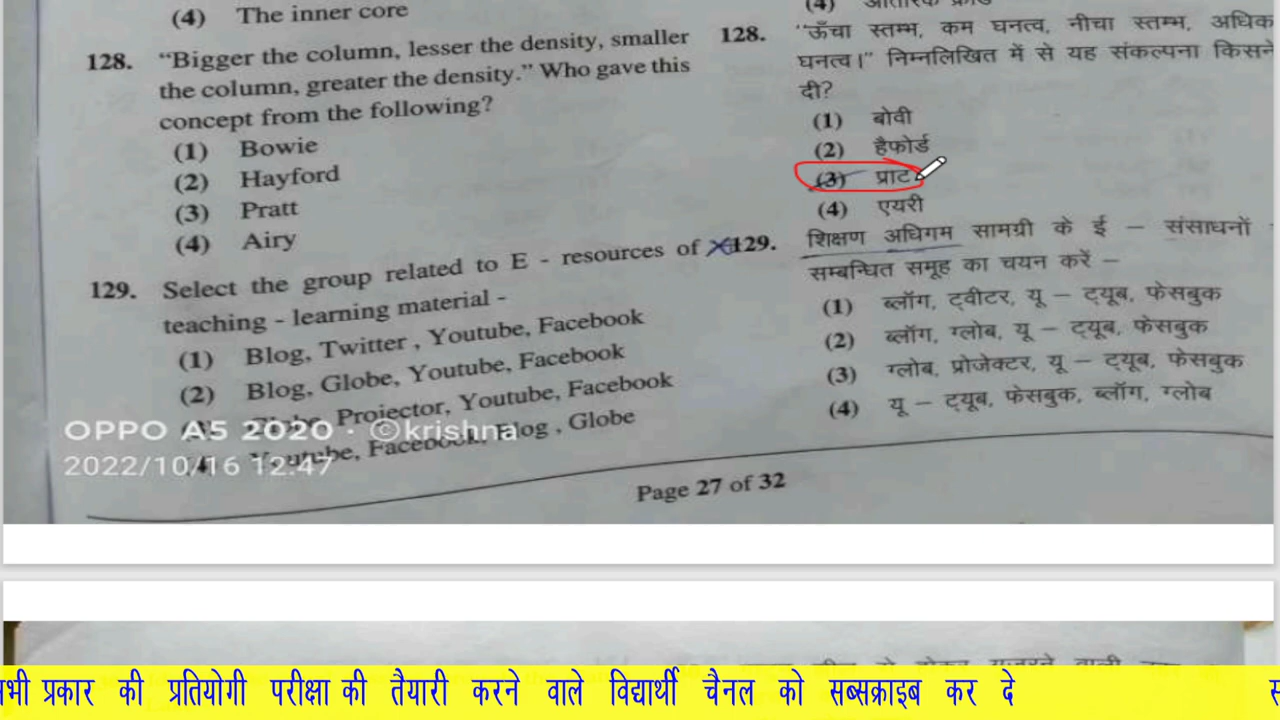 (4) The inner core
128. “Bigger the column, lesser the density, smaller
the column, greater the density.” Who gave this
concept from the following?
(1) Bowie
(2) Hayford
(3) Pratt
(4) Airy
129. Select the group related to E - resources of
teaching - learning material -
(1) Blog, Twitter , Youtube, Facebook
(2) Blog, Globe, Youtube, Facebook
Projector, Youtube, Facebook
Youtube, Facebook, Blog , Globe
(4)
128. “ऊँचा स्तम्भ, कम घनत्व, नीचा स्तम्भ, अधिक
घनत्व।” निम्नलिखित में से यह संकल्पना किसने
दी?
(1) बोवी
(2) हैफोर्ड
(3) प्राट
(4) एयरी
129. शिक्षण अधिगम सामग्री के ई – संसाधनों
सम्बन्धित समूह का चयन करें –
(1) ब्लॉग, ट्वीटर, यू – ट्यूब, फेसबुक
(2) ब्लॉग, ग्लोब, यू – ट्यूब, फेसबुक
(3) ग्लोब, प्रोजेक्टर, यू – ट्यूब, फेसबुक
(4) यू – ट्यूब, फेसबुक, ब्लॉग, ग्लोब
OPPO A5 2020 · ©krishna
2022/10/16 12:47
Page 27 of 32
प्रकार की प्रतियोगी परीक्षा की तैयारी करने वाले विद्यार्थी चैनल को सब्सक्राइब कर दे